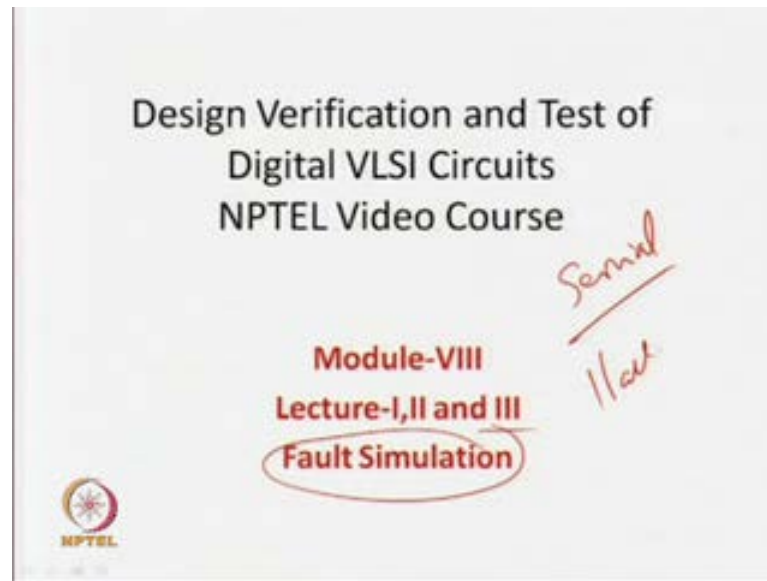 Design Verification and Test of
Digital VLSI Circuits
NPTEL Video Course
Serial
||al
Module-VIII
Lecture-I,II and III
Fault Simulation
NPTEL